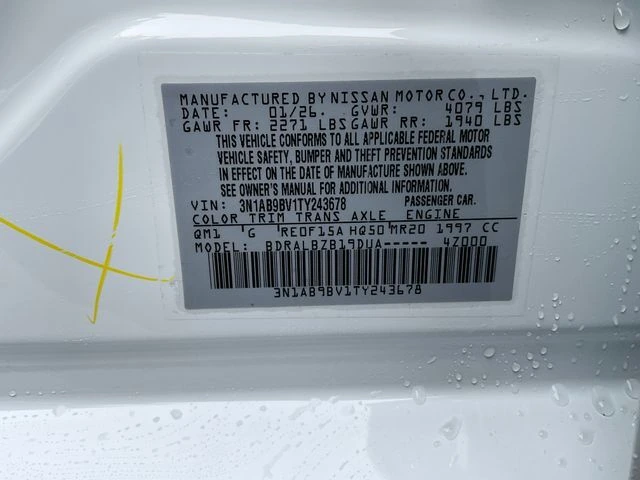 MANUFACTURED BY NISSAN MOTOR CO., LTD.
DATE: 01/26. GVWR: 4079 LBS
GAWR FR: 2271 LBS GAWR RR: 1940 LBS
THIS VEHICLE CONFORMS TO ALL APPLICABLE FEDERAL MOTOR
VEHICLE SAFETY, BUMPER AND THEFT PREVENTION STANDARDS
IN EFFECT ON THE DATE OF MANUFACTURE SHOWN ABOVE.
SEE OWNER'S MANUAL FOR ADDITIONAL INFORMATION.
VIN: 3N1AB9BV1TY243678 PASSENGER CAR.
COLOR TRIM TRANS AXLE ENGINE
QM1 'G RE0F15A HQ50 'MR20 1997 CC
MODEL: BDRALBZB19DUA----- 4Z000
3N1AB9BV1TY243678